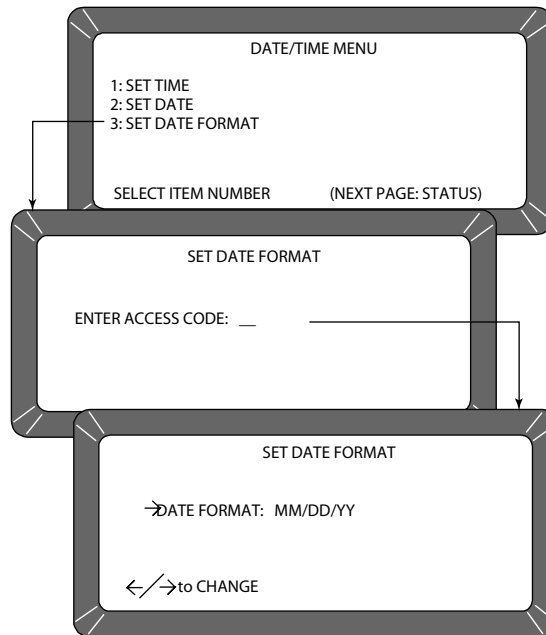 DATE/TIME MENU
1: SET TIME
2: SET DATE
3: SET DATE FORMAT
SELECT ITEM NUMBER (NEXT PAGE: STATUS)
SET DATE FORMAT
ENTER ACCESS CODE: __
SET DATE FORMAT
→DATE FORMAT: MM/DD/YY
←/→to CHANGE